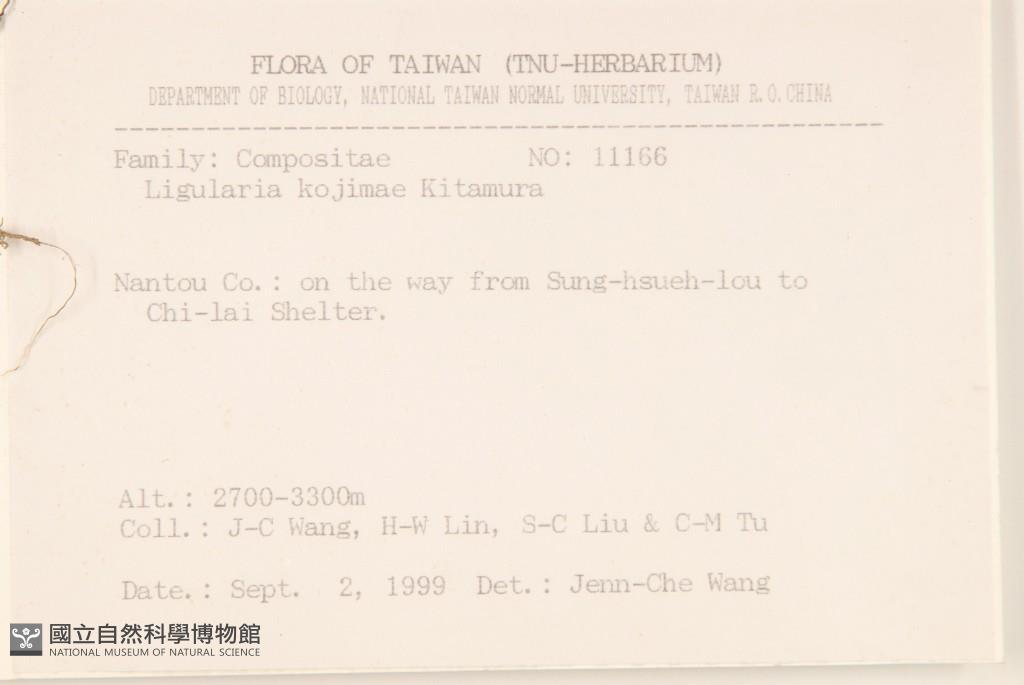 FLORA OF TAIWAN (TNU-HERBARIUM)
DEPARTMENT OF BIOLOGY, NATIONAL TAIWAN NORMAL UNIVERSITY, TAIWAN R.O.CHINA
Family: Compositae NO: 11166
Ligularia kojimae Kitamura
Nantou Co.: on the way from Sung-hsueh-lou to
Chi-lai Shelter.
Alt.: 2700-3300m
Coll.: J-C Wang, H-W Lin, S-C Liu & C-M Tu
Date.: Sept. 2, 1999 Det.: Jenn-Che Wang
國立自然科學博物館
NATIONAL MUSEUM OF NATURAL SCIENCE